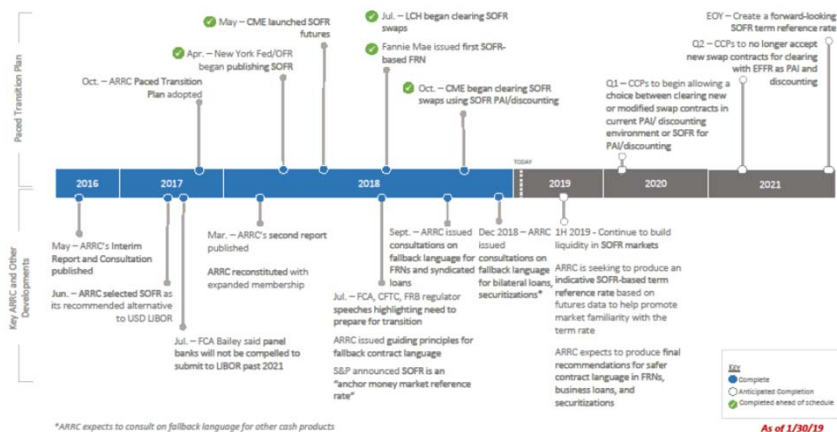 Paced Transition Plan
May – CME launched SOFR
futures
Apr. – New York Fed/OFR
began publishing SOFR
Oct. – ARRC Paced Transition
Plan adopted
Jul. – LCH began clearing SOFR
swaps
Fannie Mae issued first SOFR-
based FRN
Oct. – CME began clearing SOFR
swaps using SOFR PAI/discounting
EOY – Create a forward-looking
SOFR term reference rate
Q2 – CCPs to no longer accept
new swap contracts for clearing
with EFFR as PAI and
discounting
Q1 – CCPs to begin allowing a
choice between clearing new
or modified swap contracts in
current PAI/ discounting
environment or SOFR for
PAI/discounting
TODAY
2016
2017
2018
2019
2020
2021
Key ARRC and Other
Developments
May – ARRC's Interim
Report and Consultation
published
Jun. – ARRC selected SOFR as
its recommended alternative
to USD LIBOR
Jul – FCA Bailey said panel
banks will not be compelled to
submit to LIBOR past 2021
Mar. – ARRC's second report
published
ARRC reconstituted with
expanded membership
Sept. – ARRC issued
consultations on
fallback language for
FRNs and syndicated
loans
Jul. – FCA, CFTC, FRB regulator
speeches highlighting need to
prepare for transition
ARRC issued guiding principles for
fallback contract language
S&P announced SOFR is an
"anchor money market reference
rate"
Dec 2018 – ARRC
issued
consultations on
fallback language
for bilateral loans,
securitizations*
1H 2019 - Continue to build
liquidity in SOFR markets
ARRC is seeking to produce an
indicative SOFR-based term
reference rate based on
futures data to help promote
market familiarity with the
term rate
ARRC expects to produce final
recommendations for safer
contract language in FRNs,
business loans, and
securitizations
Key
Complete
Anticipated Completion
Completed ahead of schedule
*ARRC expects to consult on fallback language for other cash products
As of 1/30/19